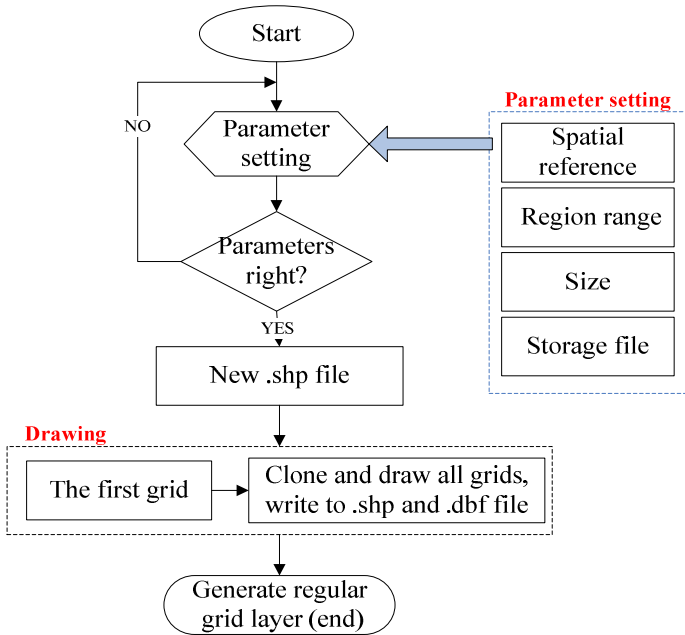 Start
NO
Parameter
setting
Parameter setting
Spatial
reference
Region range
Size
Storage file
Parameters
right?
YES
New .shp file
Drawing
The first grid
Clone and draw all grids,
write to .shp and .dbf file
Generate regular
grid layer (end)